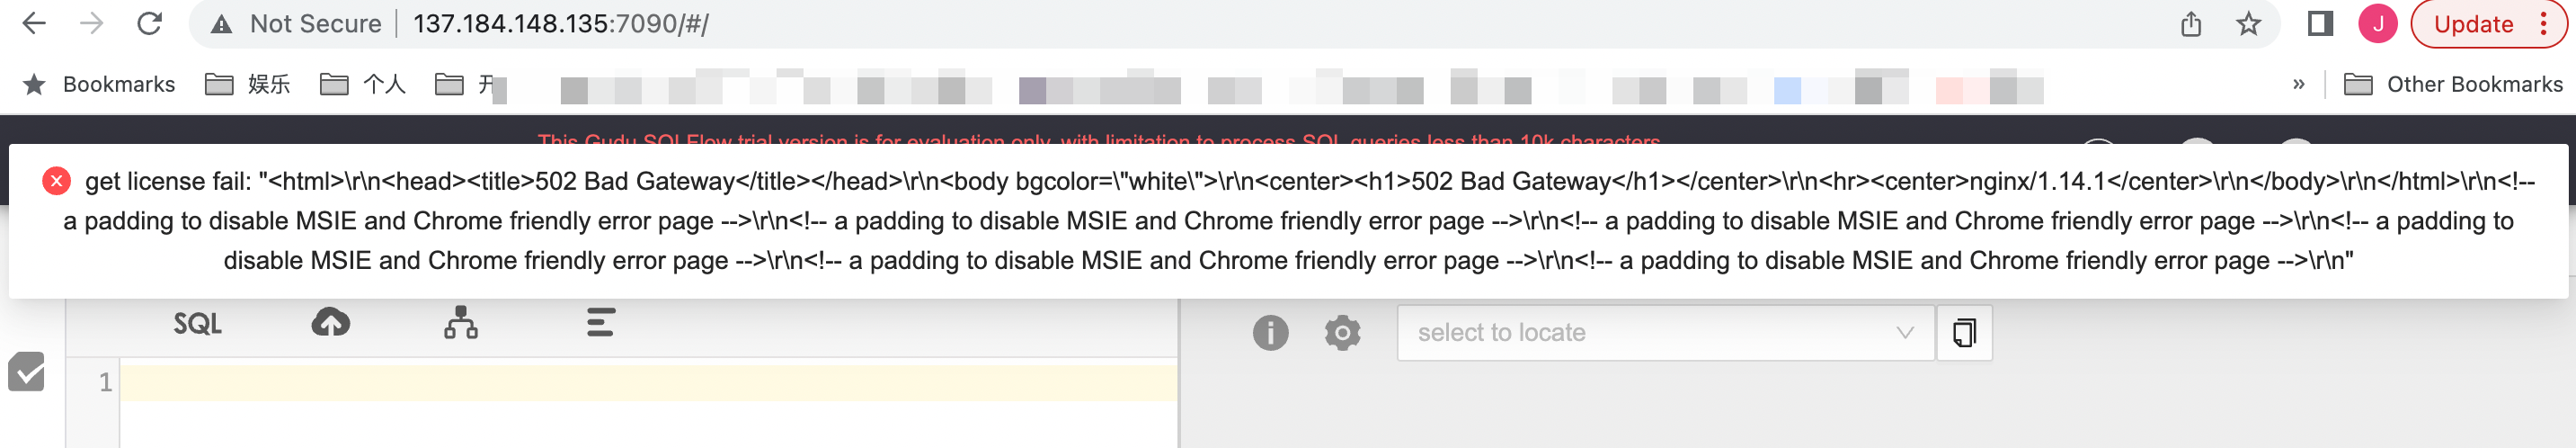 Not Secure 137.184.148.135:7090/#/ J Update
Bookmarks 娱乐 个人 » Other Bookmarks
This Gudu SQLFlow trial version is for evaluation only, with limitation to process SQL queries less than 10k characters
get license fail: "<html>\r\n<head><title>502 Bad Gateway</title></head>\r\n<body bgcolor=\"white\">\r\n<center><h1>502 Bad Gateway</h1></center>\r\n<hr><center>nginx/1.14.1</center>\r\n</body>\r\n</html>\r\n<!--
a padding to disable MSIE and Chrome friendly error page -->\r\n<!-- a padding to disable MSIE and Chrome friendly error page -->\r\n<!-- a padding to disable MSIE and Chrome friendly error page -->\r\n<!-- a padding to
disable MSIE and Chrome friendly error page -->\r\n<!-- a padding to disable MSIE and Chrome friendly error page -->\r\n<!-- a padding to disable MSIE and Chrome friendly error page -->\r\n"
SQL
select to locate
1